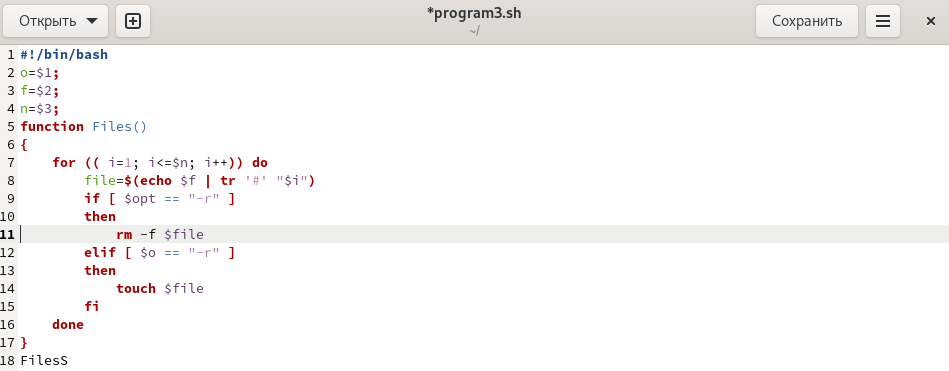 Открыть
*program3.sh
~/
Сохранить
1 #!/bin/bash
2 o=$1;
3 f=$2;
4 n=$3;
5 function Files()
6 {
7     for (( i=1; i<=$n; i++)) do
8         file=$(echo $f | tr '#' "$i")
9         if [ $opt == "-r" ]
10         then
11             rm -f $file
12         elif [ $o == "-r" ]
13         then
14             touch $file
15         fi
16     done
17 }
18 FilesS